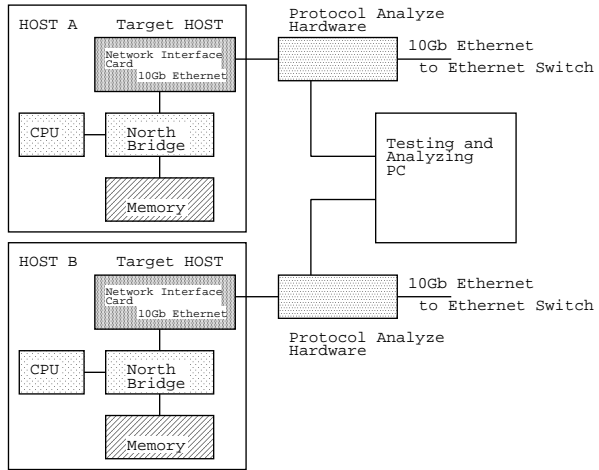 HOST A Target HOST
Network Interface
Card
10Gb Ethernet
CPU
North
Bridge
Memory
Protocol Analyze
Hardware
10Gb Ethernet
to Ethernet Switch
Testing and
Analyzing
PC
HOST B Target HOST
Network Interface
Card
10Gb Ethernet
CPU
North
Bridge
Memory
10Gb Ethernet
to Ethernet Switch
Protocol Analyze
Hardware